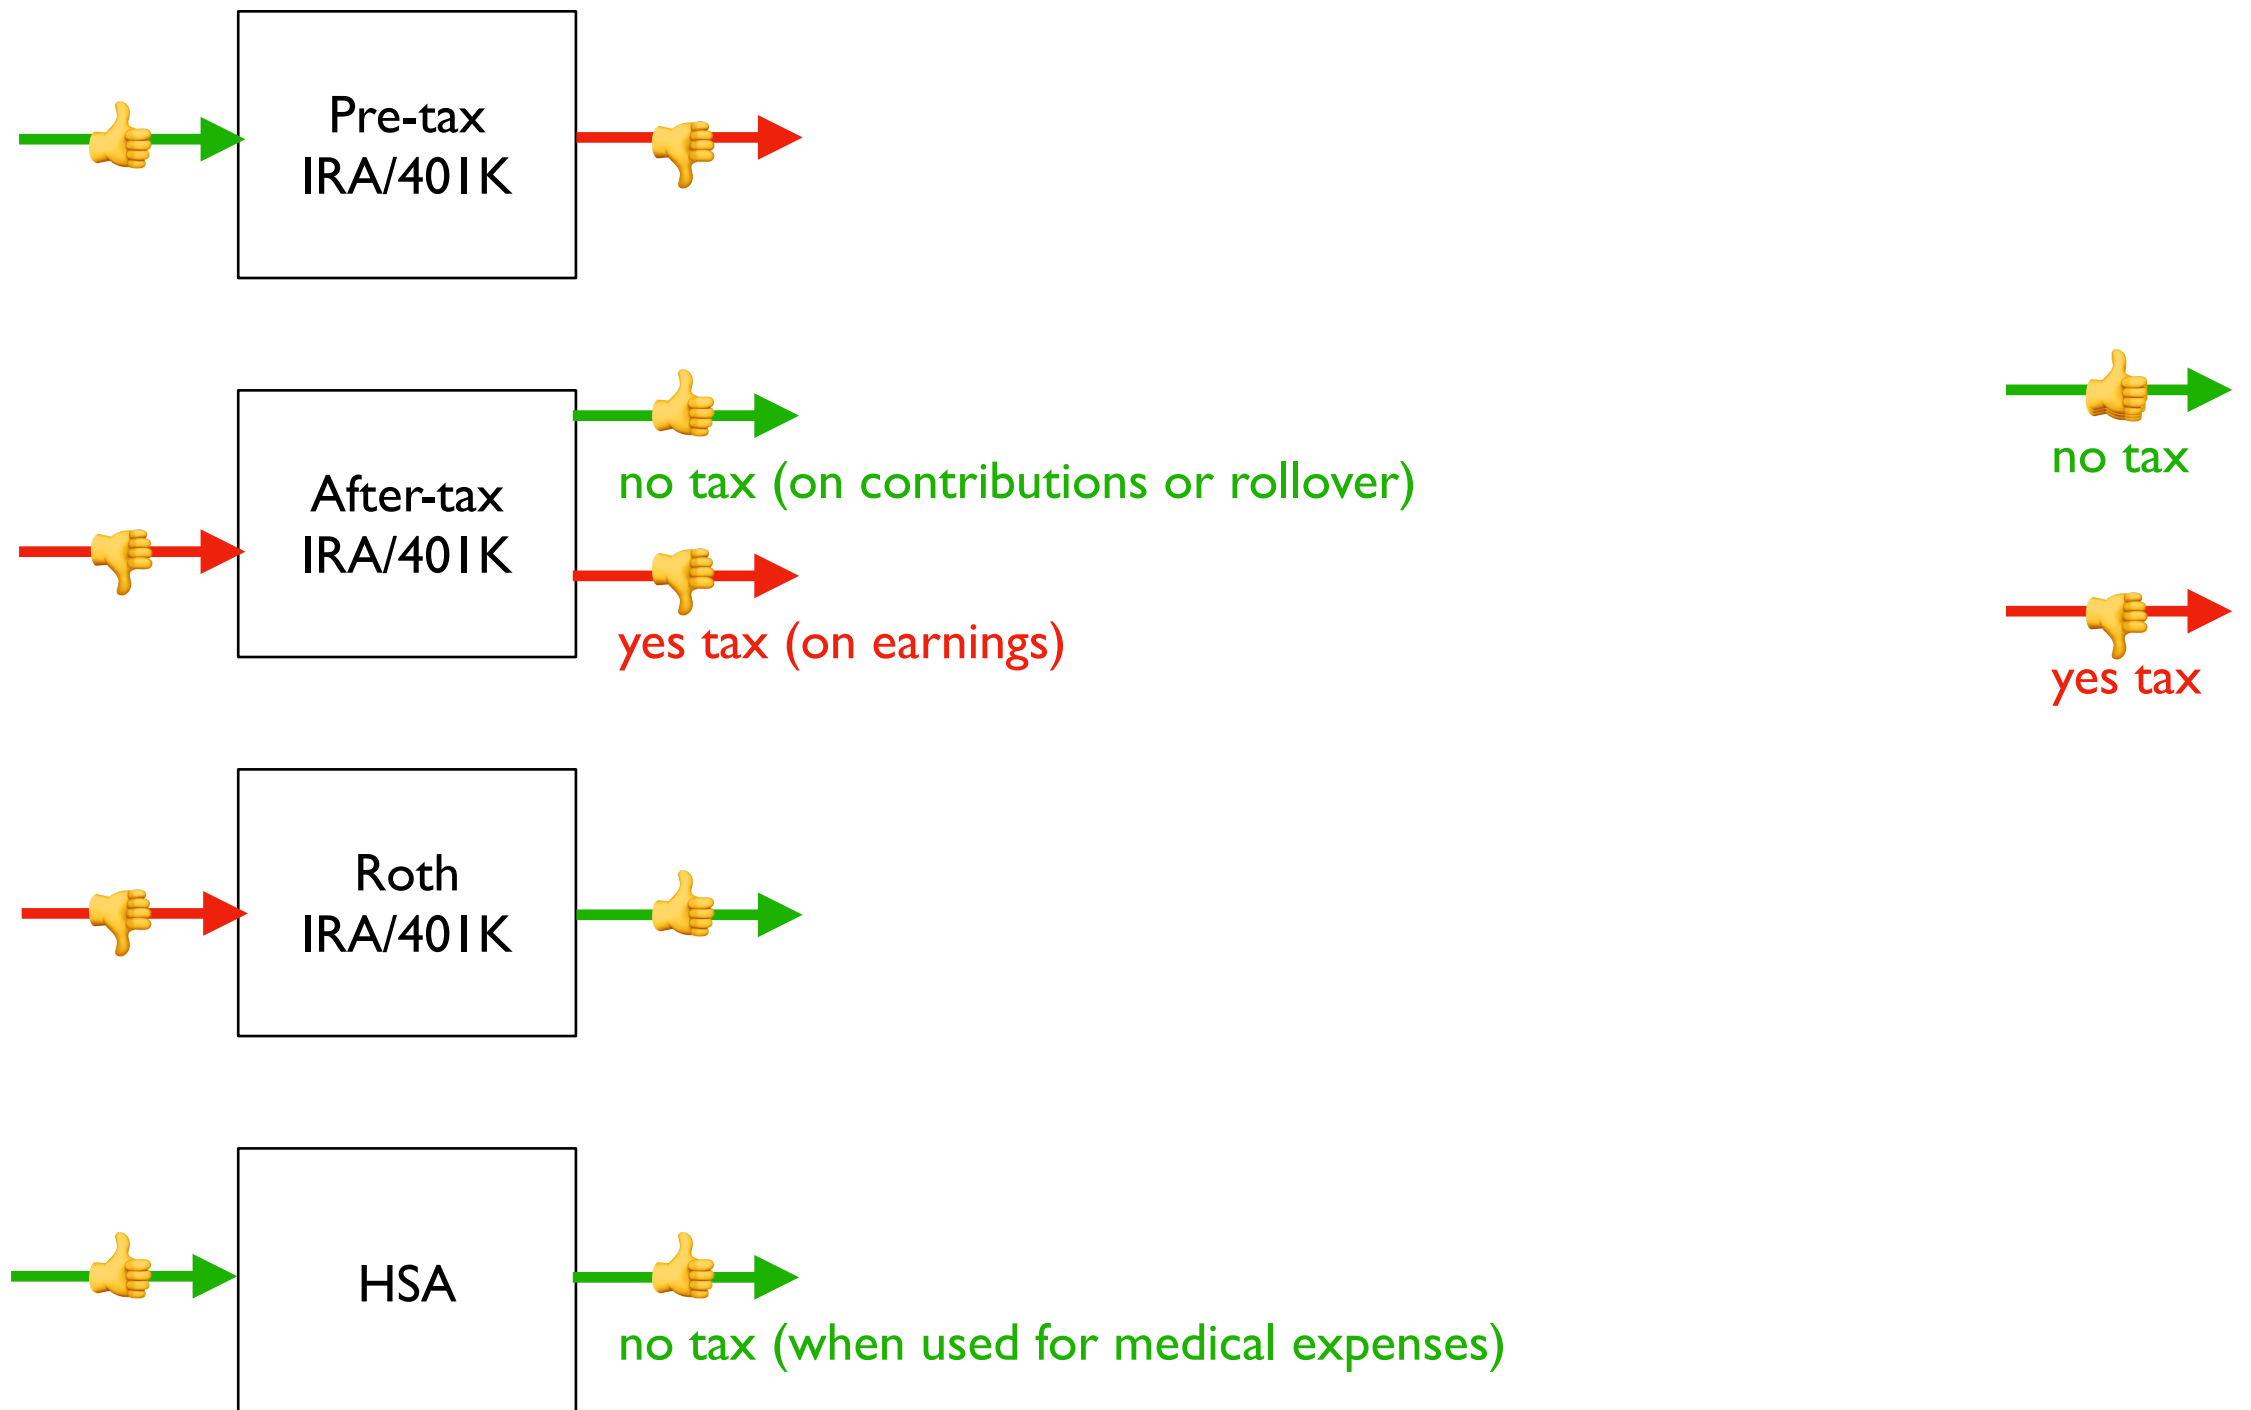 Pre-tax
IRA/401K
After-tax
IRA/401K
no tax (on contributions or rollover)
yes tax (on earnings)
no tax
yes tax
Roth
IRA/401K
HSA
no tax (when used for medical expenses)